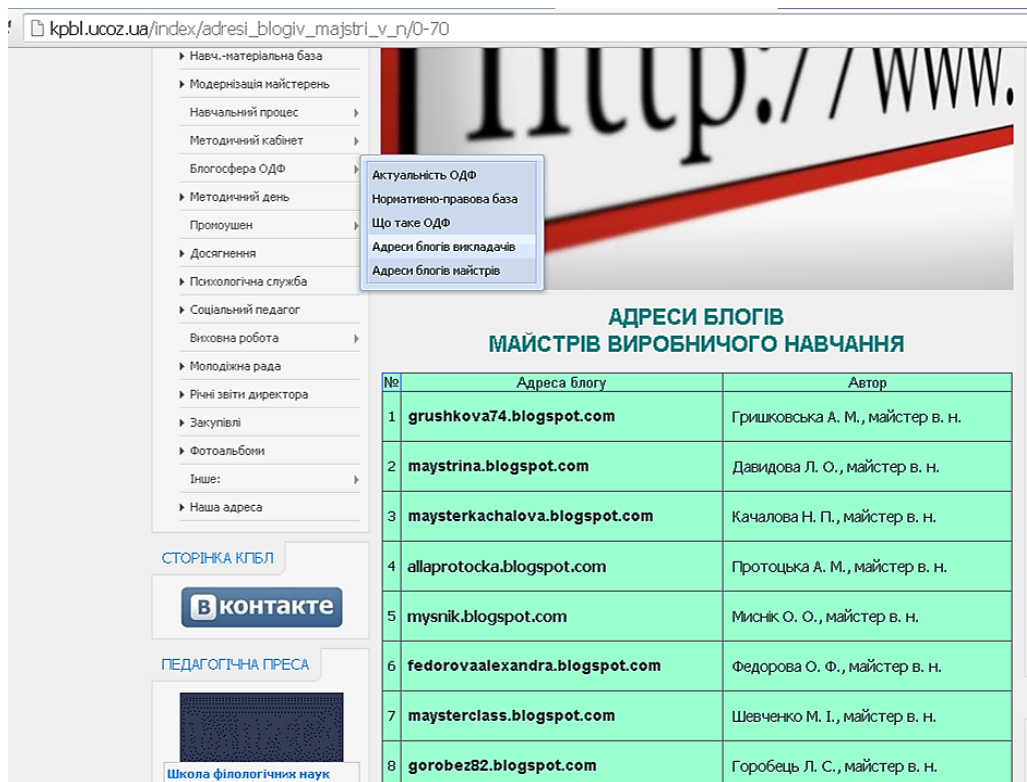 kpbl.ucoz.ua/index/adresi_blogiv_majstri_v_n/0-70
Навч.-матеріальна база
Модернізація майстерень
Навчальний процес
Методичний кабінет
Блогосфера ОДФ
Методичний день
Промоушен
Досягнення
Психологічна служба
Соціальний педагог
Виховна робота
Молодіжна рада
Річні звіти директора
Закупівлі
Фотоальбоми
Інше:
Наша адреса
СТОРІНКА КПБЛ
В контакте
ПЕДАГОГІЧНА ПРЕСА
Школа філологічних наук
Актуальність ОДФ
Нормативно-правова база
Що таке ОДФ
Адреси блогів викладачів
Адреси блогів майстрів
http://www.
АДРЕСИ БЛОГІВ
МАЙСТРІВ ВИРОБНИЧОГО НАВЧАННЯ
№ Адреса блогу Автор
1 grushkova74.blogspot.com Гришковська А. М., майстер в. н.
2 maystrina.blogspot.com Давидова Л. О., майстер в. н.
3 maysterkachalova.blogspot.com Качалова Н. П., майстер в. н.
4 allaprotocka.blogspot.com Протоцька А. М., майстер в. н.
5 mysnik.blogspot.com Миснік О. О., майстер в. н.
6 fedorovaalexandra.blogspot.com Федорова О. Ф., майстер в. н.
7 maysterclass.blogspot.com Шевченко М. І., майстер в. н.
8 gorobez82.blogspot.com Горобець Л. С., майстер в. н.